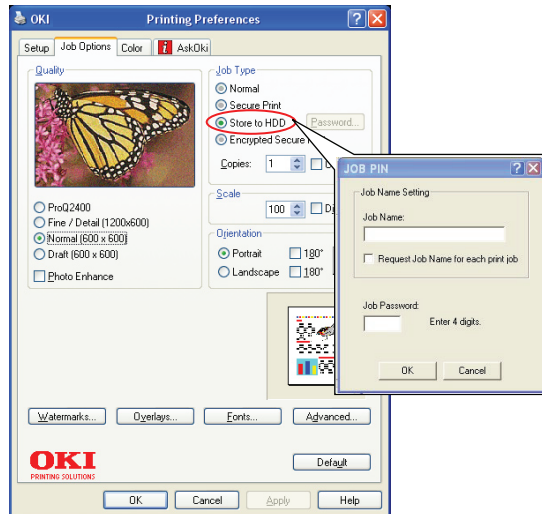 OKI Printing Preferences
Setup Job Options Color AskOki
Quality
ProQ2400
Fine / Detail (1200x600)
Normal (600 x 600)
Draft (600 x 600)
Photo Enhance
Job Type
Normal
Secure Print
Store to HDD Password...
Encrypted Secure
Copies: 1
Scale
100
Orientation
Portrait 180°
Landscape 180°
Watermarks... Overlays... Fonts... Advanced...
OKI
PRINTING SOLUTIONS
Default
OK Cancel Apply Help
JOB PIN
Job Name Setting
Job Name:
Request Job Name for each print job
Job Password:
Enter 4 digits.
OK Cancel